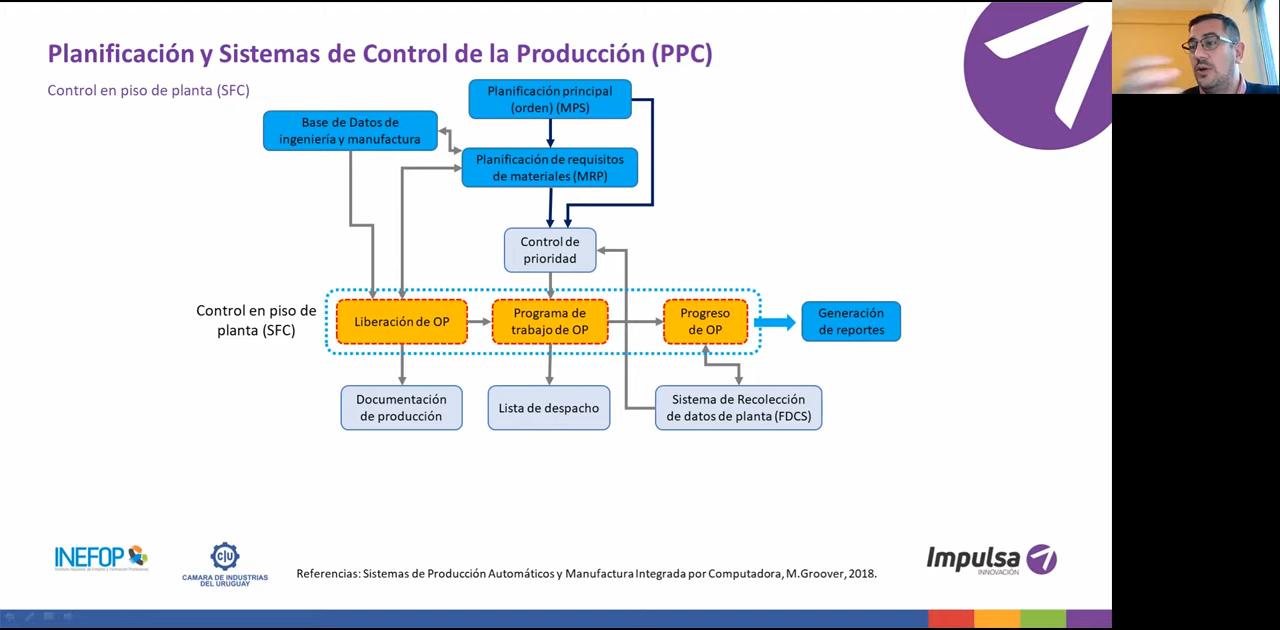 Planificación y Sistemas de Control de la Producción (PPC)
Control en piso de planta (SFC)
Planificación principal
(orden) (MPS)
Base de Datos de
ingeniería y manufactura
Planificación de requisitos
de materiales (MRP)
Control de
prioridad
Control en piso de
planta (SFC)
Liberación de OP
Programa de
trabajo de OP
Progreso
de OP
Generación
de reportes
Documentación
de producción
Lista de despacho
Sistema de Recolección
de datos de planta (FDCS)
INEFOP
CIU
CAMARA DE INDUSTRIAS
DEL URUGUAY
Referencias: Sistemas de Producción Automáticos y Manufactura Integrada por Computadora, M.Groover, 2018.
Impulsa
INNOVACIÓN